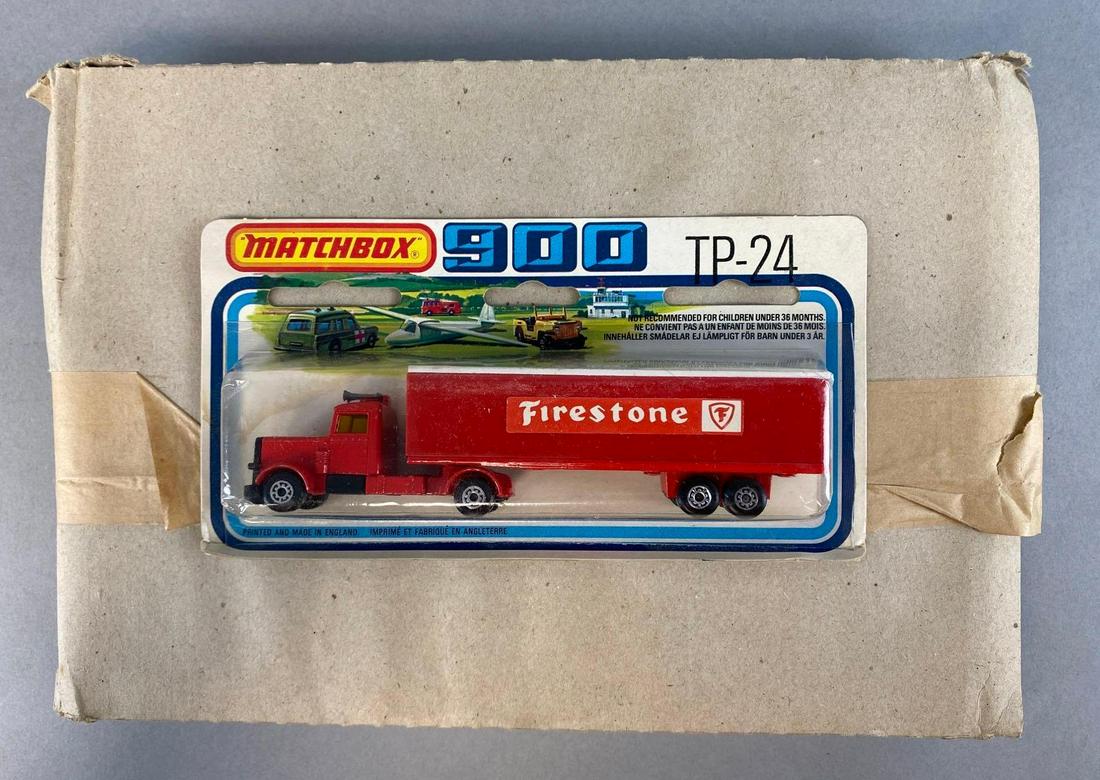 "MATCHBOX"® 900 TP-24
NOT RECOMMENDED FOR CHILDREN UNDER 36 MONTHS.
NE CONVIENT PAS A UN ENFANT DE MOINS DE 36 MOIS.
INNEHÅLLER SMÅDELAR EJ LÄMPLIGT FÖR BARN UNDER 3 ÅR.
Firestone F
PRINTED AND MADE IN ENGLAND. IMPRIMÉ ET FABRIQUÉ EN ANGLETERRE.